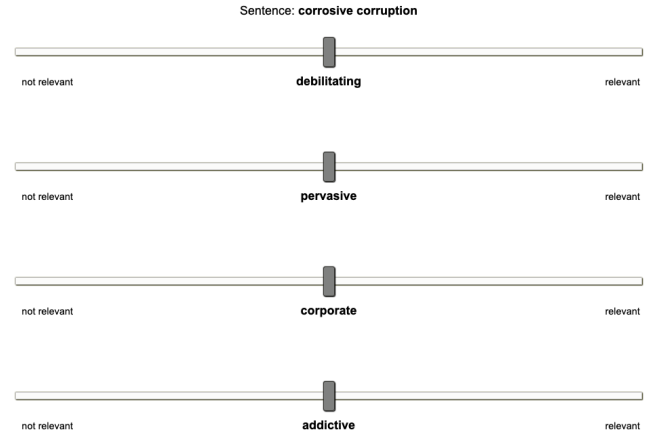 Sentence: corrosive corruption
not relevant debilitating relevant
not relevant pervasive relevant
not relevant corporate relevant
not relevant addictive relevant